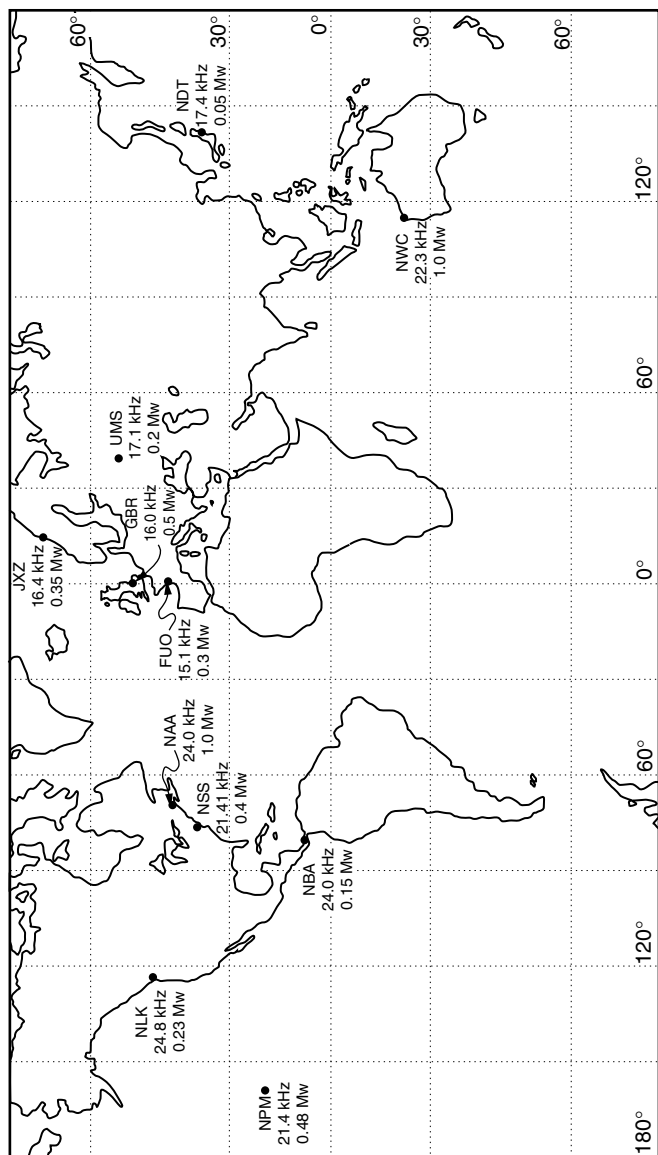 JXZ
16.4 kHz
0.35 Mw
UMS
17.1 kHz
0.2 Mw
GBR
16.0 kHz
0.5 Mw
FUO
15.1 kHz
0.3 Mw
NDT
17.4 kHz
0.05 Mw
NAA
24.0 kHz
1.0 Mw
NSS
21.41 kHz
0.4 Mw
NLK
24.8 kHz
0.23 Mw
NBA
24.0 kHz
0.15 Mw
NPM
21.4 kHz
0.48 Mw
NWC
22.3 kHz
1.0 Mw
60°
30°
0°
30°
60°
180°
120°
60°
0°
60°
120°